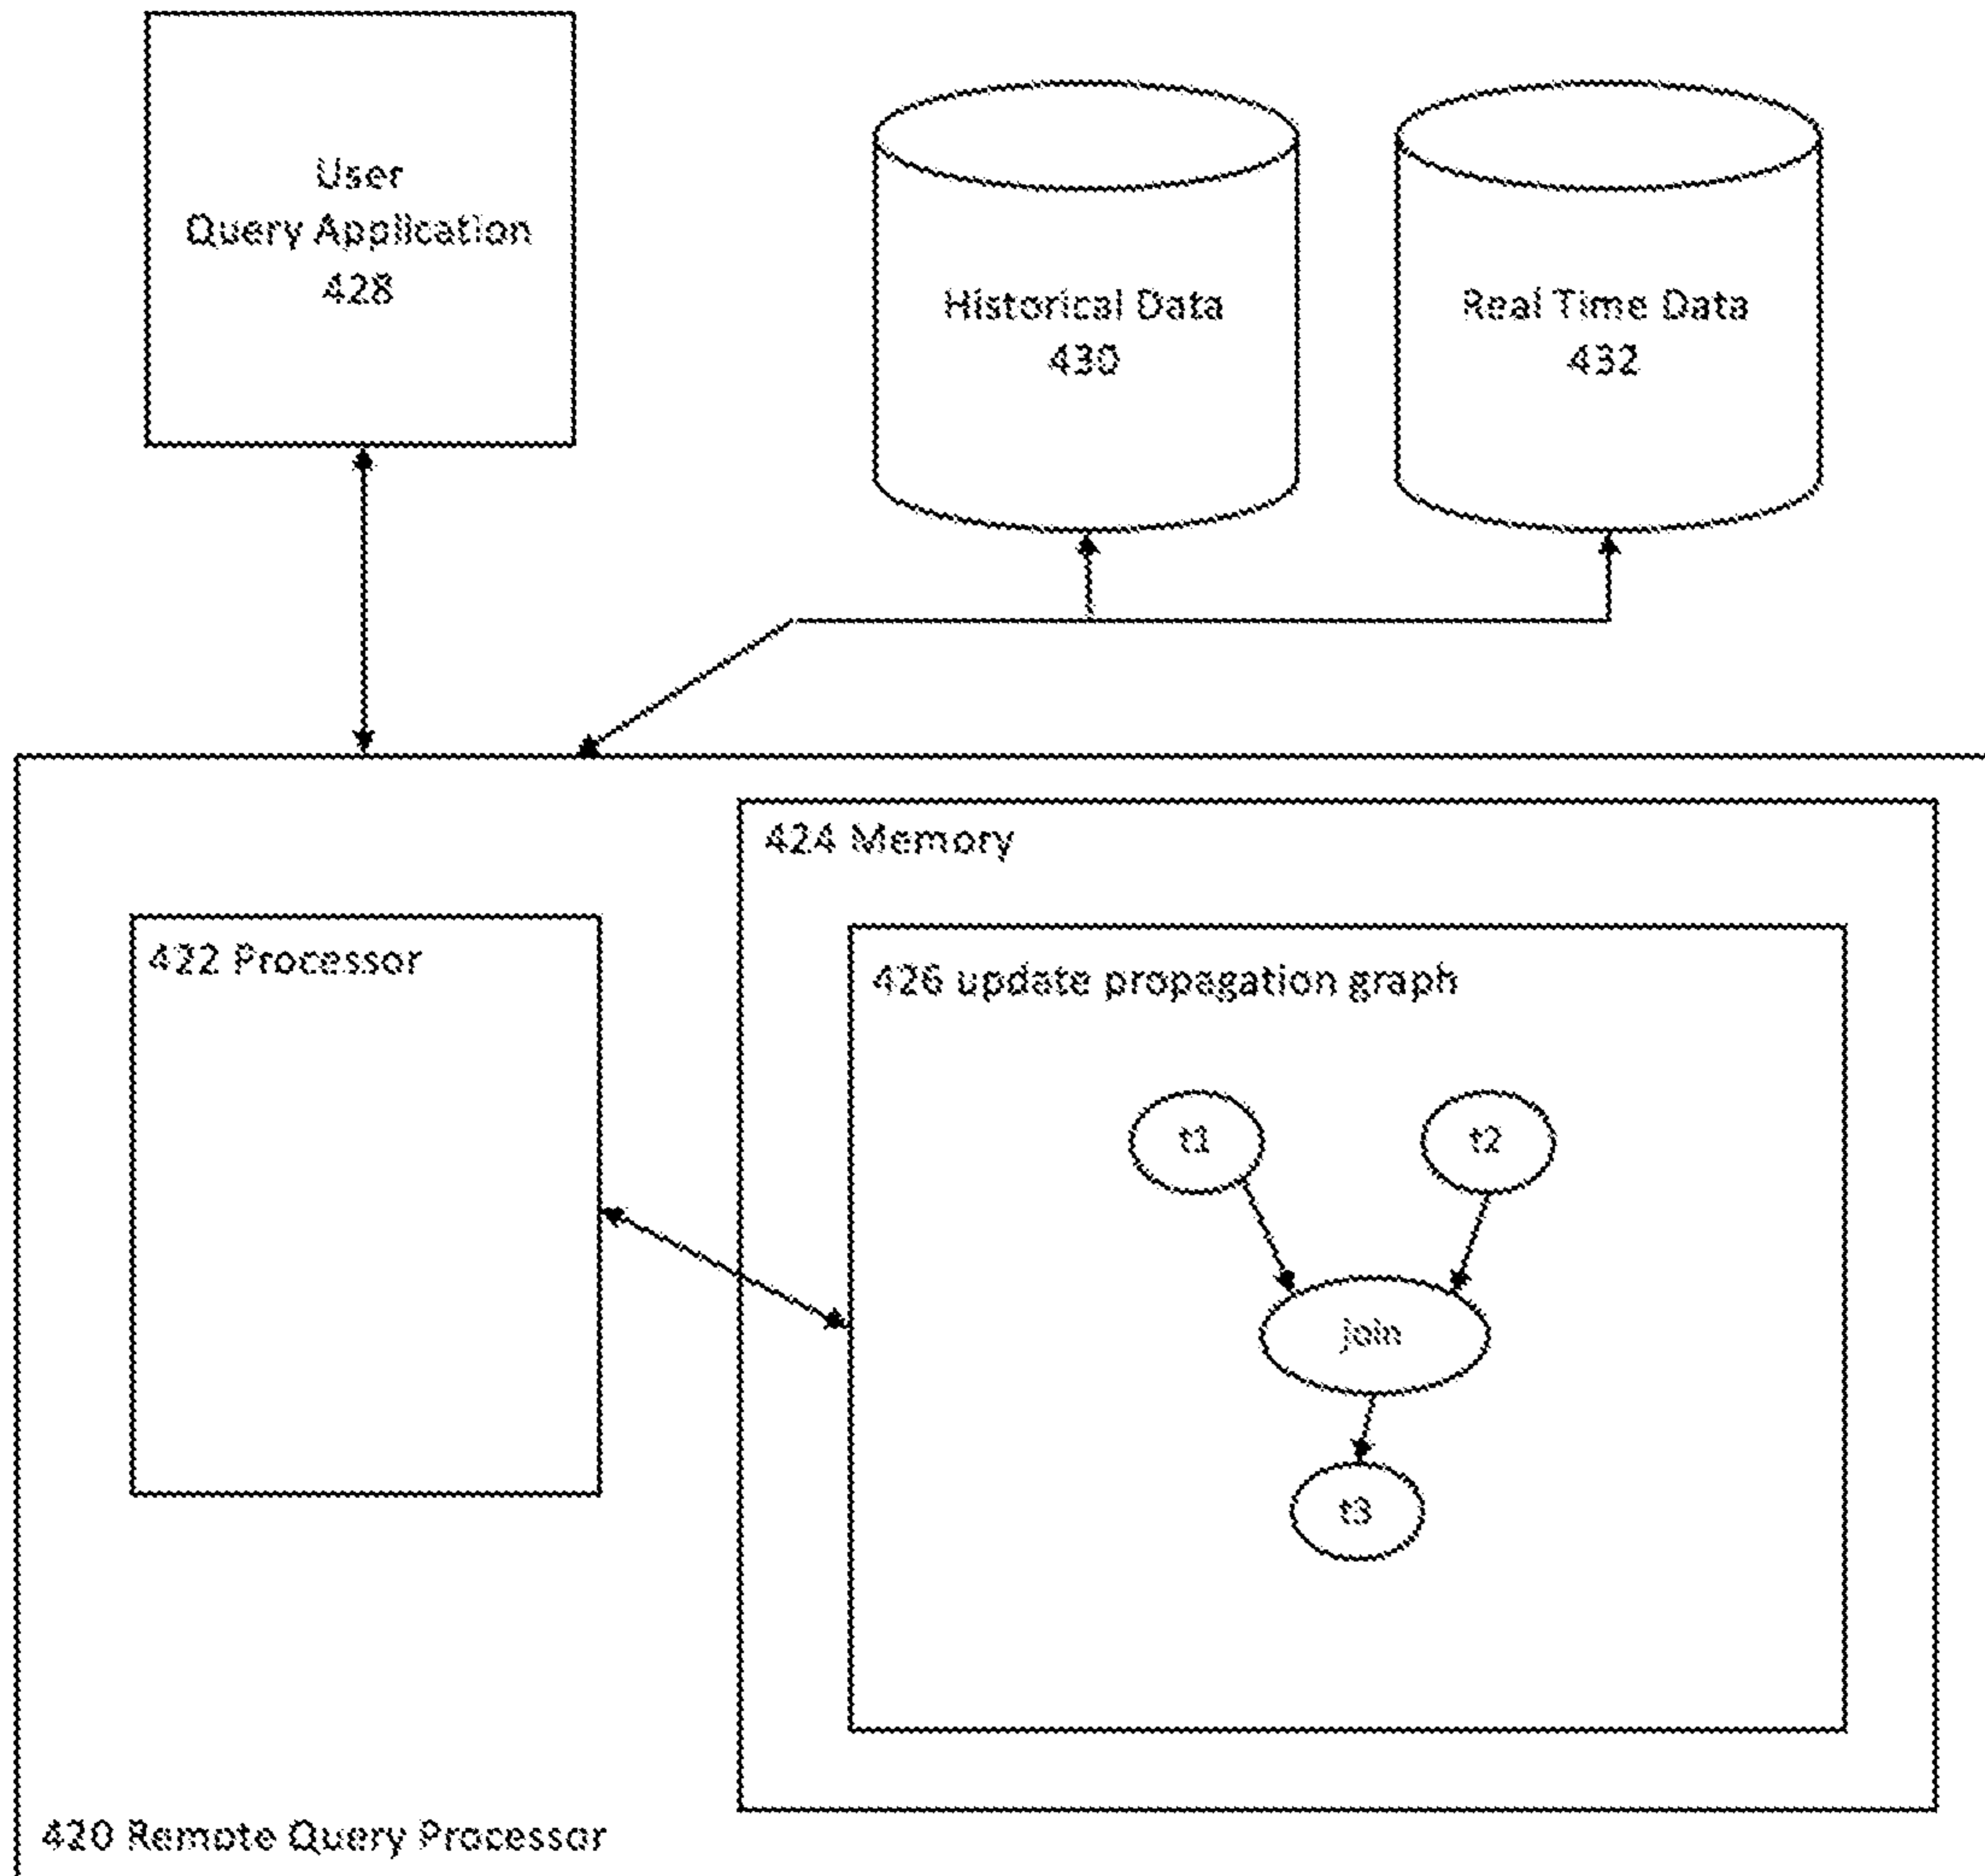 User
Query Application
428
Historical Data
430
Real Time Data
432
424 Memory
422 Processor
426 update propagation graph
t1
t2
join
t3
420 Remote Query Processor